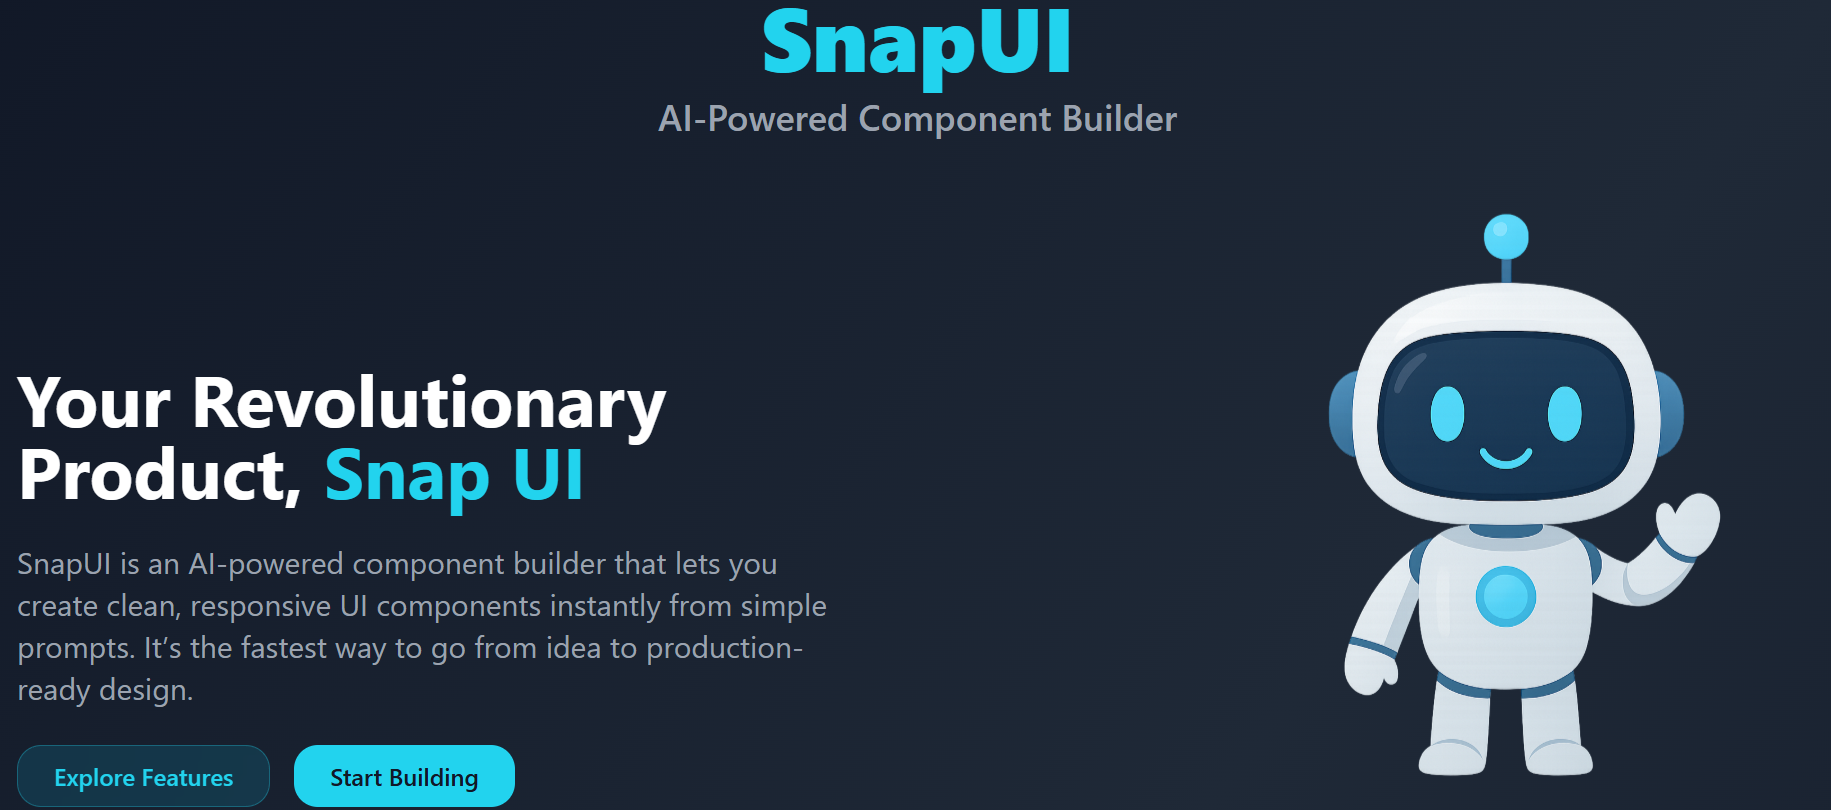 SnapUI
AI-Powered Component Builder
Your Revolutionary
Product, Snap UI
SnapUI is an AI-powered component builder that lets you
create clean, responsive UI components instantly from simple
prompts. It’s the fastest way to go from idea to production-
ready design.
Explore Features
Start Building